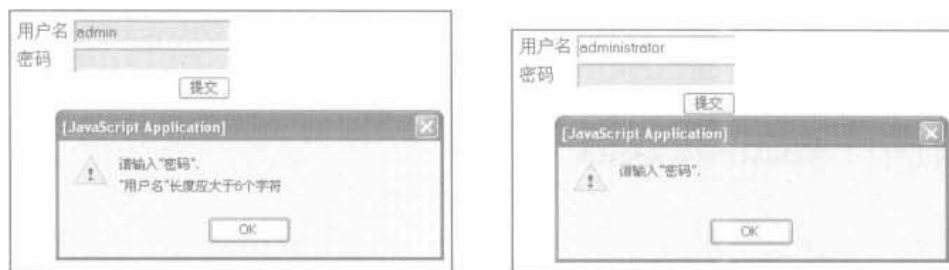 用户名 admin
密码
提交
[JavaScript Application]
请输入"密码".
"用户名"长度应大于6个字符
OK
用户名 administrator
密码
提交
[JavaScript Application]
请输入"密码".
OK